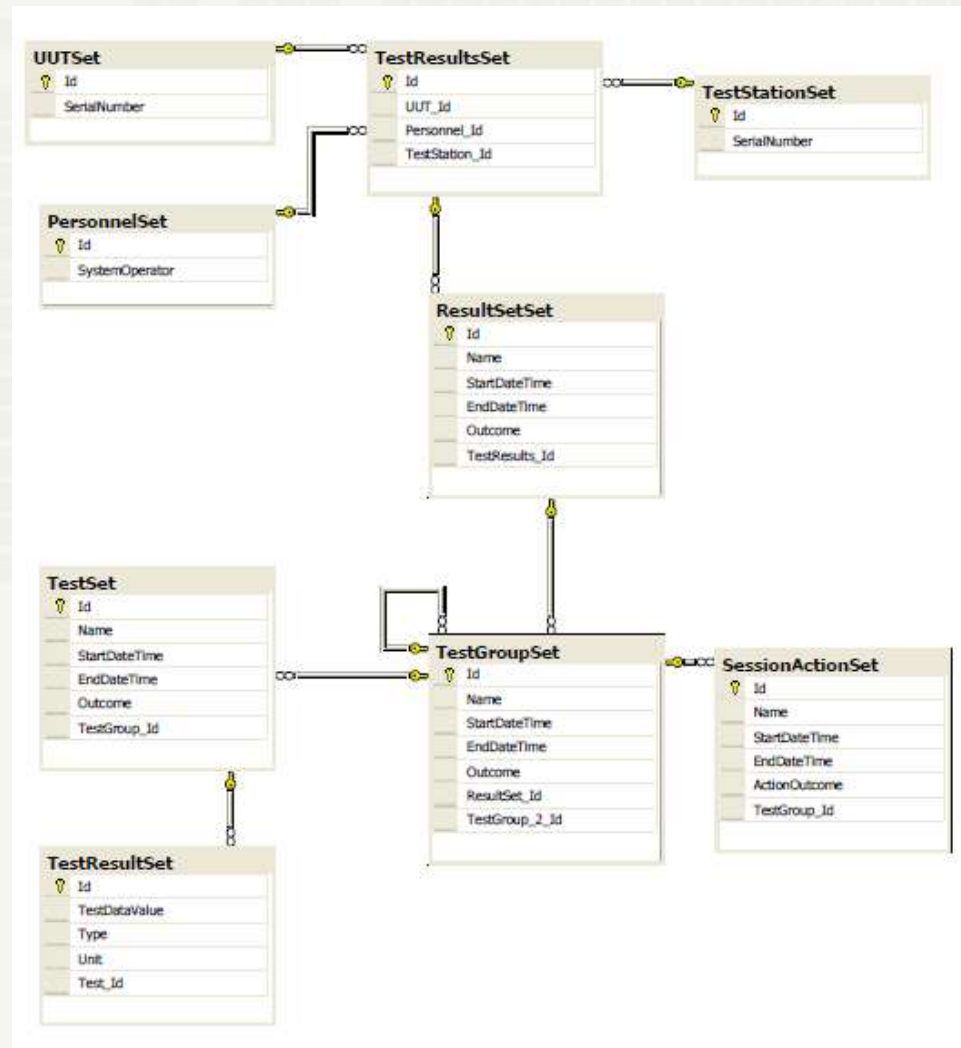 UUTSet
Id
SerialNumber
TestResultsSet
Id
UUT_Id
Personnel_Id
TestStation_Id
TestStationSet
Id
SerialNumber
PersonnelSet
Id
SystemOperator
ResultSetSet
Id
Name
StartDateTime
EndDateTime
Outcome
TestResults_Id
TestSet
Id
Name
StartDateTime
EndDateTime
Outcome
TestGroup_Id
TestGroupSet
Id
Name
StartDateTime
EndDateTime
Outcome
ResultSet_Id
TestGroup_2_Id
SessionActionSet
Id
Name
StartDateTime
EndDateTime
ActionOutcome
TestGroup_Id
TestResultSet
Id
TestDataValue
Type
Unit
Test_Id